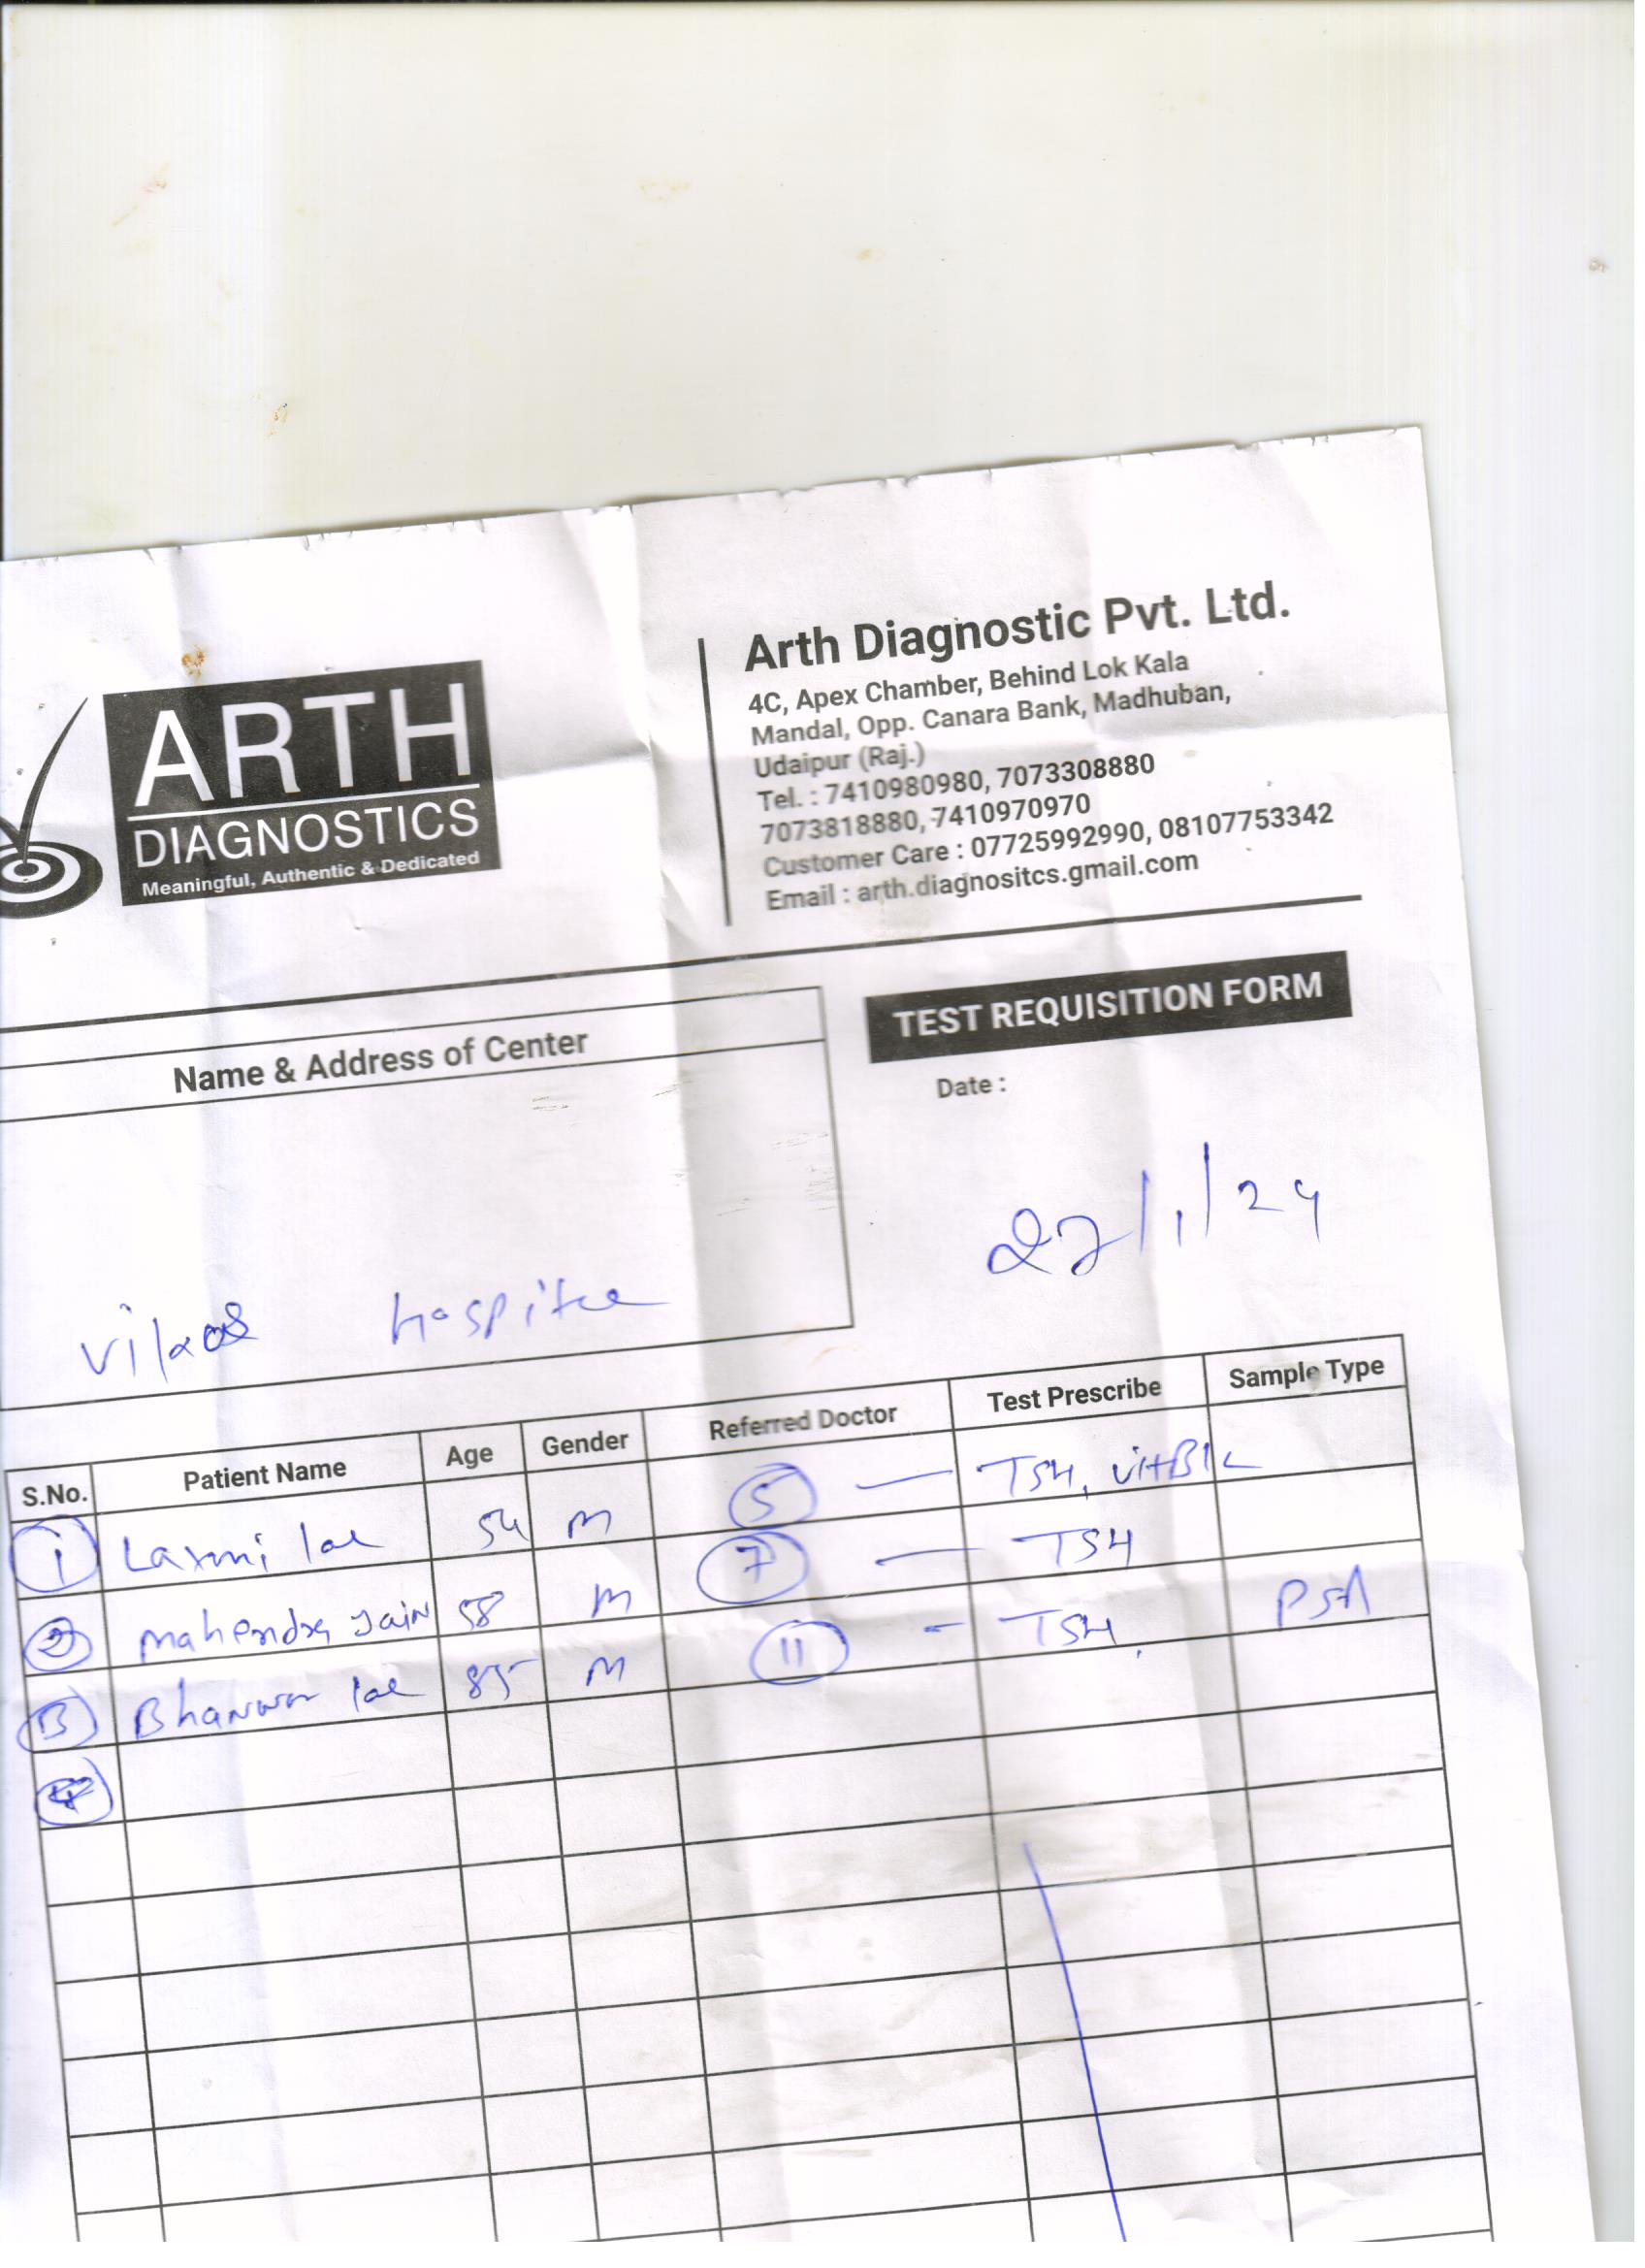 ARTH
DIAGNOSTICS
Meaningful, Authentic & Dedicated
Arth Diagnostic Pvt. Ltd.
4C, Apex Chamber, Behind Lok Kala
Mandal, Opp. Canara Bank, Madhuban,
Udaipur (Raj.)
Tel. : 7410980980, 7073308880
7073818880, 7410970970
Customer Care : 07725992990, 08107753342
Email : arth.diagnositcs.gmail.com
Name & Address of Center
TEST REQUISITION FORM
Date :
27/1/24
vikas hospital
S.No. Patient Name Age Gender Referred Doctor Test Prescribe Sample Type
1 Laxmi lal 54 M 5 — TSH, vitB12
2 Mahendra Jain 58 M 7 — TSH
3 Bhanwar lal 85 M 11 — TSH, PSA
4